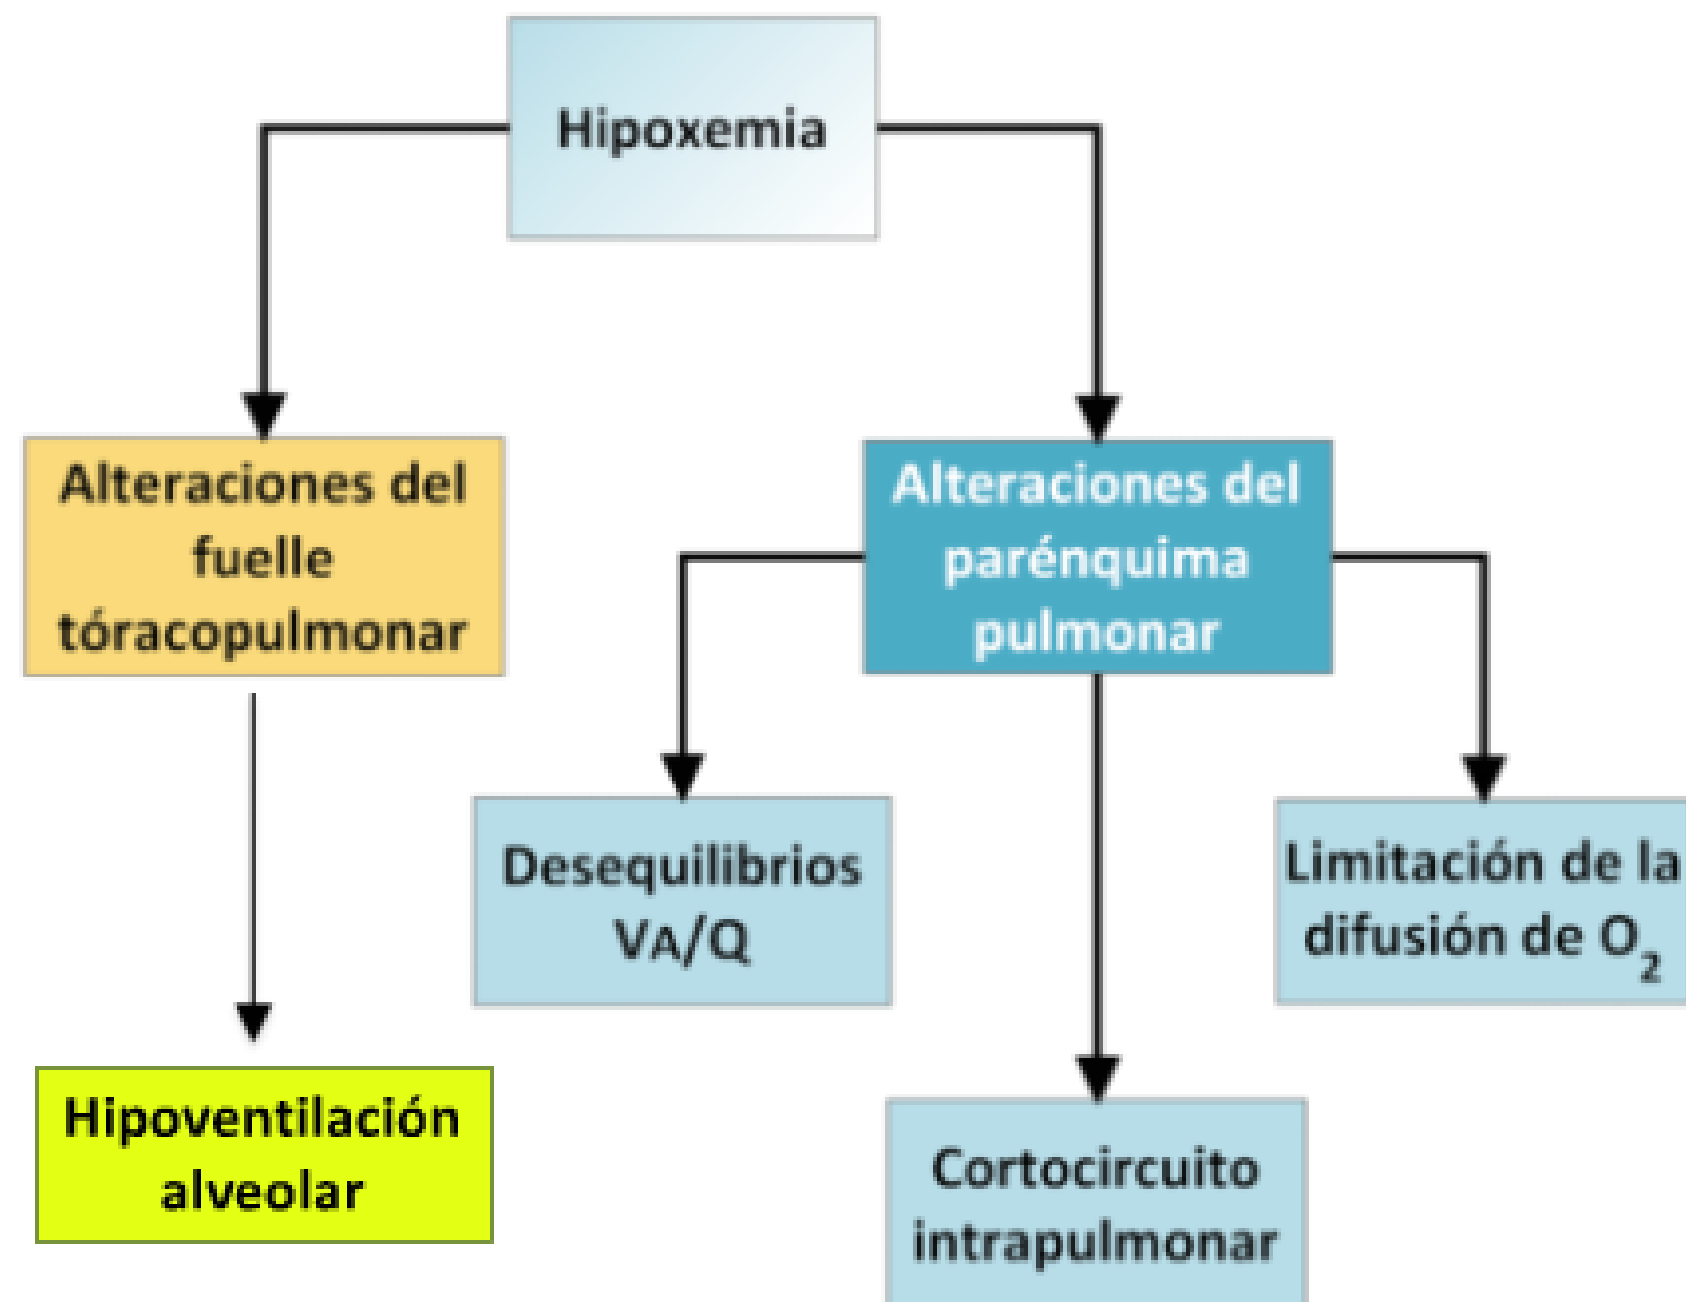 Hipoxemia
Alteraciones del
fuelle
tóracopulmonar
Alteraciones del
parénquima
pulmonar
Desequilibrios
VA/Q
Limitación de la
difusión de O₂
Hipoventilación
alveolar
Cortocircuito
intrapulmonar